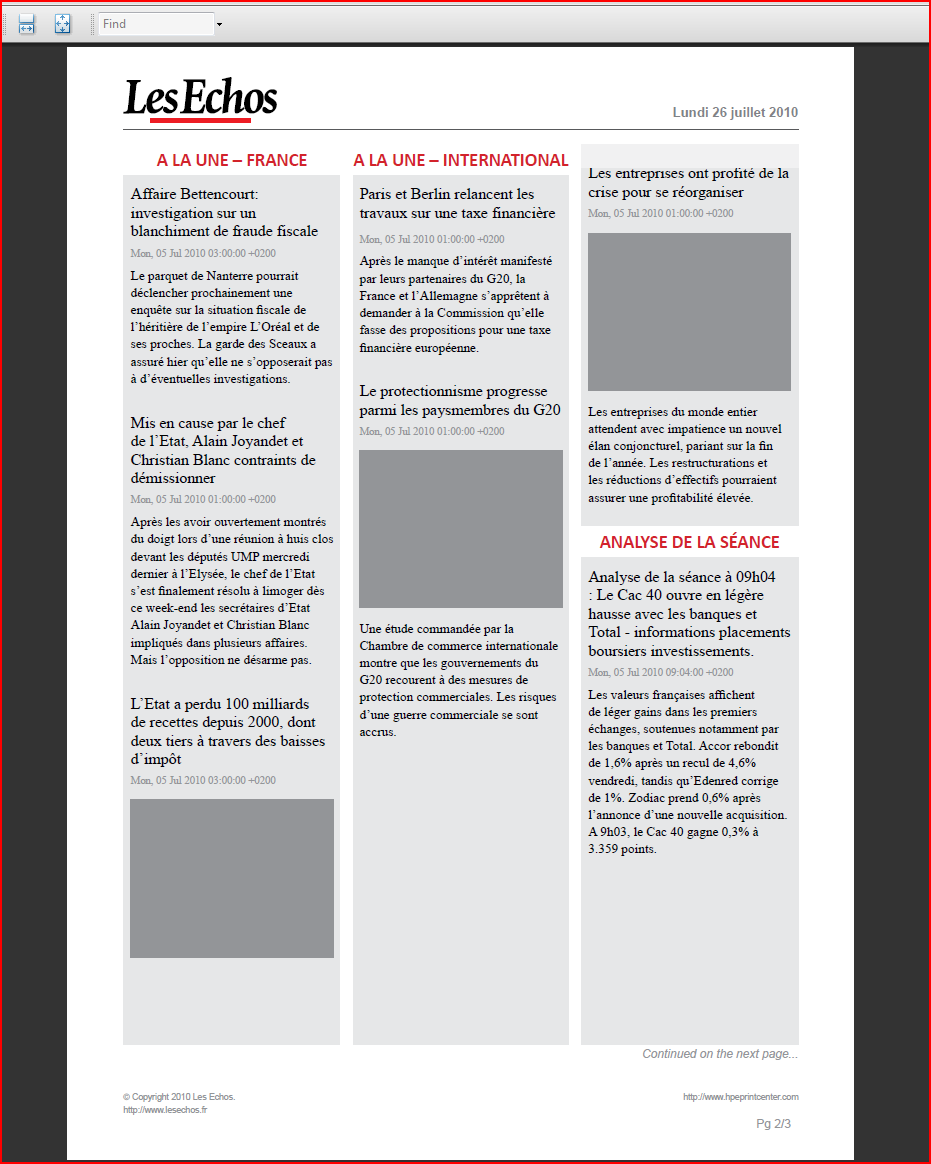 Find
Les Echos
Lundi 26 juillet 2010
A LA UNE – FRANCE
Affaire Bettencourt:
investigation sur un
blanchiment de fraude fiscale
Mon, 05 Jul 2010 03:00:00 +0200
Le parquet de Nanterre pourrait
déclencher prochainement une
enquête sur la situation fiscale de
l’héritière de l’empire L’Oréal et de
ses proches. La garde des Sceaux a
assuré hier qu’elle ne s’opposerait pas
à d’éventuelles investigations.
Mis en cause par le chef
de l’Etat, Alain Joyandet et
Christian Blanc contraints de
démissionner
Mon, 05 Jul 2010 01:00:00 +0200
Après les avoir ouvertement montrés
du doigt lors d’une réunion à huis clos
devant les députés UMP mercredi
dernier à l’Elysée, le chef de l’Etat
s’est finalement résolu à limoger dès
ce week-end les secrétaires d’Etat
Alain Joyandet et Christian Blanc
impliqués dans plusieurs affaires.
Mais l’opposition ne désarme pas.
L’Etat a perdu 100 milliards
de recettes depuis 2000, dont
deux tiers à travers des baisses
d’impôt
Mon, 05 Jul 2010 03:00:00 +0200
A LA UNE – INTERNATIONAL
Paris et Berlin relancent les
travaux sur une taxe financière
Mon, 05 Jul 2010 01:00:00 +0200
Après le manque d’intérêt manifesté
par leurs partenaires du G20, la
France et l’Allemagne s’apprêtent à
demander à la Commission qu’elle
fasse des propositions pour une taxe
financière européenne.
Le protectionnisme progresse
parmi les paysmembres du G20
Mon, 05 Jul 2010 01:00:00 +0200
Une étude commandée par la
Chambre de commerce internationale
montre que les gouvernements du
G20 recourent à des mesures de
protection commerciales. Les risques
d’une guerre commerciale se sont
accrus.
Les entreprises ont profité de la
crise pour se réorganiser
Mon, 05 Jul 2010 01:00:00 +0200
Les entreprises du monde entier
attendent avec impatience un nouvel
élan conjoncturel, pariant sur la fin
de l’année. Les restructurations et
les réductions d’effectifs pourraient
assurer une profitabilité élevée.
ANALYSE DE LA SÉANCE
Analyse de la séance à 09h04
: Le Cac 40 ouvre en légère
hausse avec les banques et
Total - informations placements
boursiers investissements.
Mon, 05 Jul 2010 09:04:00 +0200
Les valeurs françaises affichent
de léger gains dans les premiers
échanges, soutenues notamment par
les banques et Total. Accor rebondit
de 1,6% après un recul de 4,6%
vendredi, tandis qu’Edenred corrige
de 1%. Zodiac prend 0,6% après
l’annonce d’une nouvelle acquisition.
A 9h03, le Cac 40 gagne 0,3% à
3.359 points.
Continued on the next page...
© Copyright 2010 Les Echos.
http://www.lesechos.fr
http://www.hpeprintcenter.com
Pg 2/3